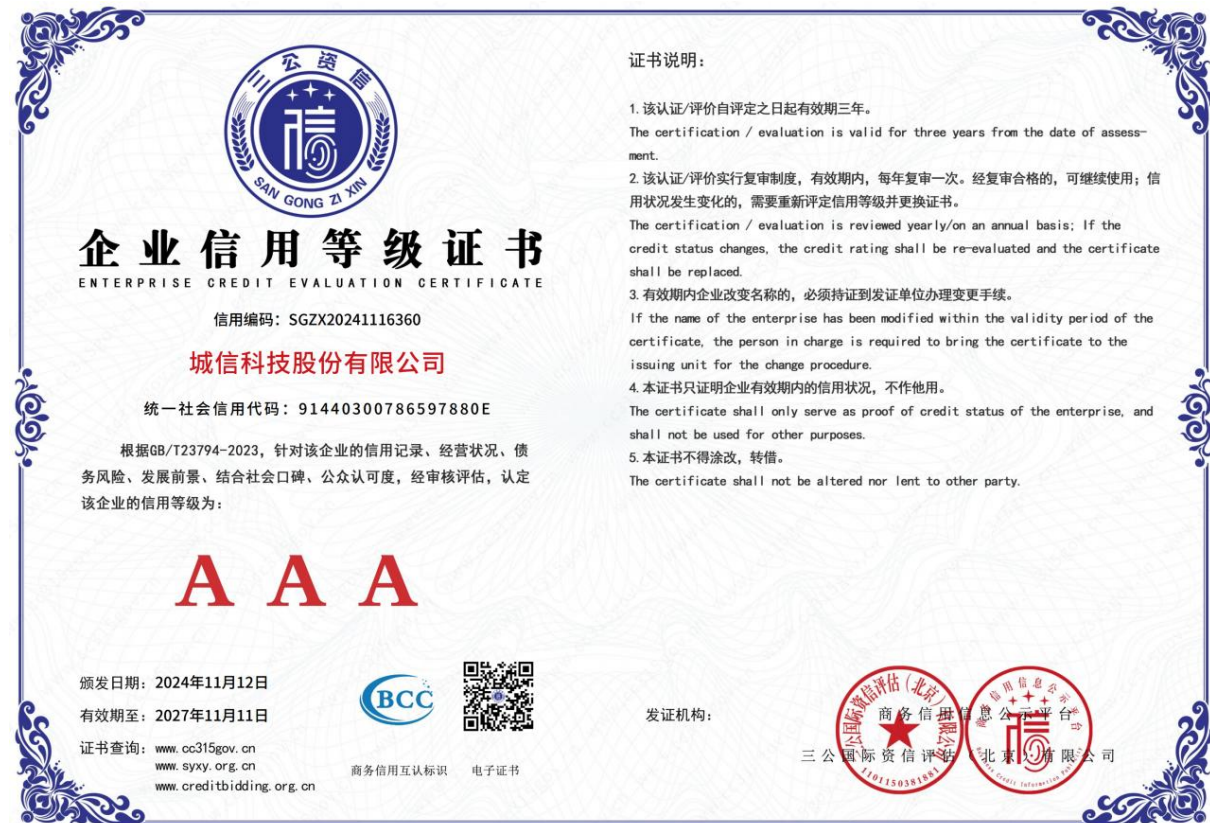 三公资信
SAN GONG ZI XIN
企业信用等级证书
ENTERPRISE CREDIT EVALUATION CERTIFICATE
信用编码：SGZX20241116360
城信科技股份有限公司
统一社会信用代码：91440300786597880E
根据GB/T23794-2023，针对该企业的信用记录、经营状况、债
务风险、发展前景、结合社会口碑、公众认可度，经审核评估，认定
该企业的信用等级为：
AAA
颁发日期：2024年11月12日
有效期至：2027年11月11日
证书查询：www.cc315gov.cn
www.syxy.org.cn
www.creditbidding.org.cn
BCC
商务信用互认标识
电子证书
证书说明：
1.该认证/评价自评定之日起有效期三年。
The certification / evaluation is valid for three years from the date of assess-
ment.
2.该认证/评价实行复审制度，有效期内，每年复审一次。经复审合格的，可继续使用；信
用状况发生变化的，需要重新评定信用等级并更换证书。
The certification / evaluation is reviewed yearly/on an annual basis; If the
credit status changes, the credit rating shall be re-evaluated and the certificate
shall be replaced.
3.有效期内企业改变名称的，必须持证到发证单位办理变更手续。
If the name of the enterprise has been modified within the validity period of the
certificate, the person in charge is required to bring the certificate to the
issuing unit for the change procedure.
4.本证书只证明企业有效期内的信用状况，不作他用。
The certificate shall only serve as proof of credit status of the enterprise, and
shall not be used for other purposes.
5.本证书不得涂改，转借。
The certificate shall not be altered nor lent to other party.
发证机构：
商务信用信息公示平台
三公国际资信评估（北京）有限公司
1101150381881